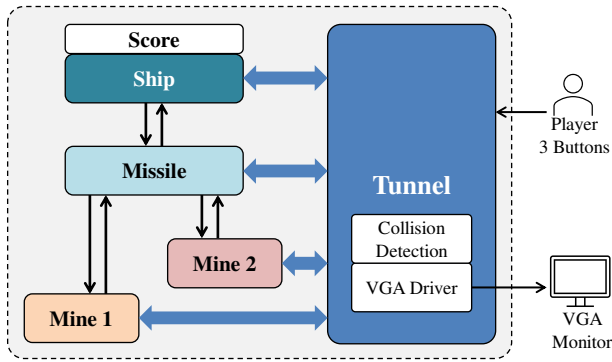 Score
Ship
Missile
Mine 2
Mine 1
Tunnel
Collision
Detection
VGA Driver
Player
3 Buttons
VGA
Monitor